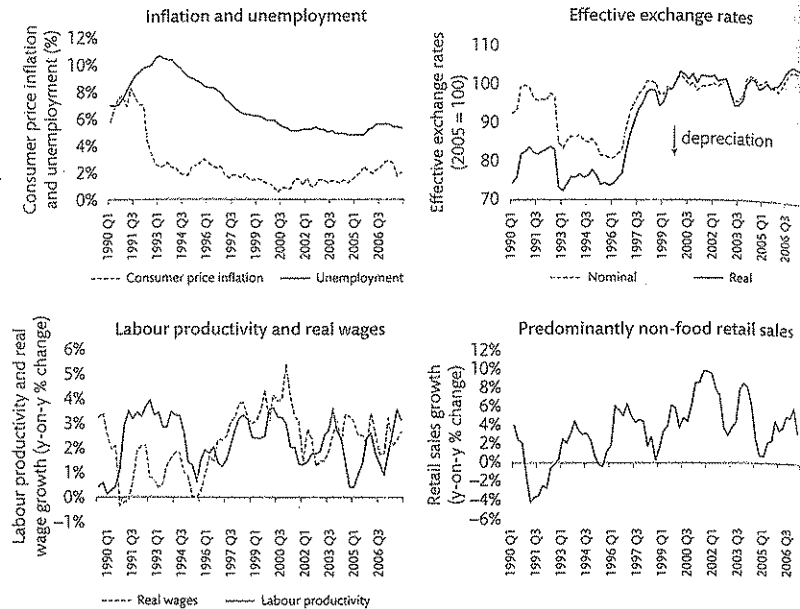 Inflation and unemployment
Consumer price inflation
and unemployment (%)
12%
10%
8%
6%
4%
2%
0%
1990 Q1
1991 Q3
1993 Q1
1994 Q3
1996 Q1
1997 Q3
1999 Q1
2000 Q3
2002 Q1
2003 Q3
2005 Q1
2006 Q3
Consumer price inflation
Unemployment
Effective exchange rates
Effective exchange rates
(2005 = 100)
110
100
90
80
70
depreciation
1990 Q1
1991 Q3
1993 Q1
1994 Q3
1996 Q1
1997 Q3
1999 Q1
2000 Q3
2002 Q1
2003 Q3
2005 Q1
2006 Q3
Nominal
Real
Labour productivity and real wages
Labour productivity and real
wage growth (y-on-y % change)
6%
5%
4%
3%
2%
1%
0%
−1%
1990 Q1
1991 Q3
1993 Q1
1994 Q3
1996 Q1
1997 Q3
1999 Q1
2000 Q3
2002 Q1
2003 Q3
2005 Q1
2006 Q3
Real wages
Labour productivity
Predominantly non-food retail sales
Retail sales growth
(y-on-y % change)
12%
10%
8%
6%
4%
2%
0%
−2%
−4%
−6%
1990 Q1
1991 Q3
1993 Q1
1994 Q3
1996 Q1
1997 Q3
1999 Q1
2000 Q3
2002 Q1
2003 Q3
2005 Q1
2006 Q3